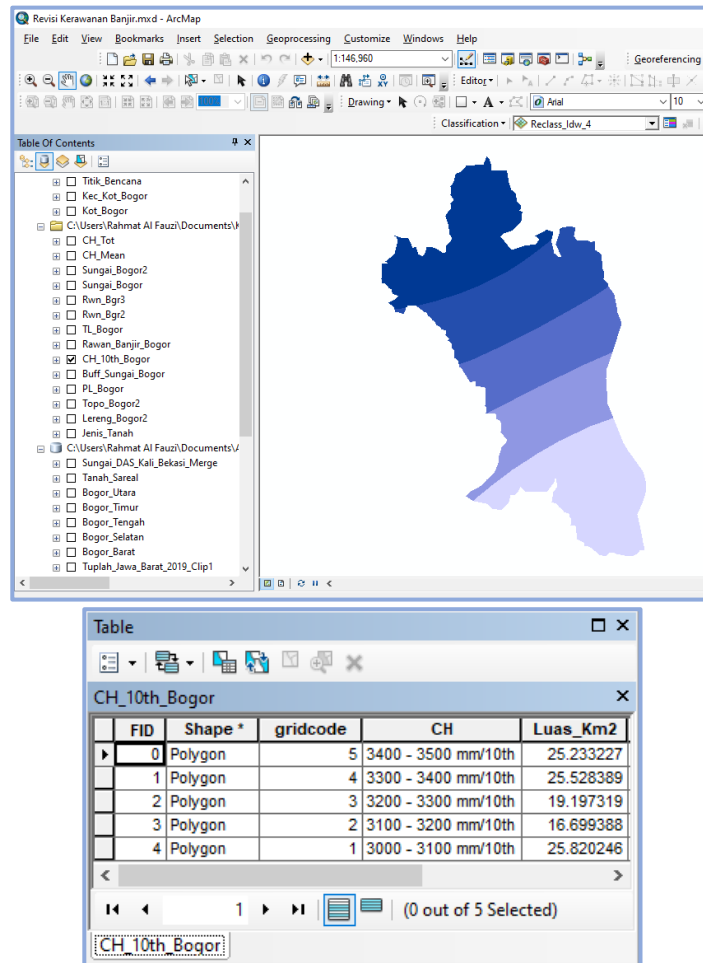 Revisi Kerawanan Banjir.mxd - ArcMap
File Edit View Bookmarks Insert Selection Geoprocessing Customize Windows Help
1:146,960 Georeferencing
Editor
Drawing A Arial 10
Classification Reclass_Idw_4
Table Of Contents
Titik_Bencana
Kec_Kot_Bogor
Kot_Bogor
C:\Users\Rahmat Al Fauzi\Documents\
CH_Tot
CH_Mean
Sungai_Bogor2
Sungai_Bogor
Rwn_Bgr3
Rwn_Bgr2
TL_Bogor
Rawan_Banjir_Bogor
CH_10th_Bogor
Buff_Sungai_Bogor
PL_Bogor
Topo_Bogor2
Lereng_Bogor2
Jenis_Tanah
C:\Users\Rahmat Al Fauzi\Documents\
Sungai_DAS_Kali_Bekasi_Merge
Tanah_Sareal
Bogor_Utara
Bogor_Timur
Bogor_Tengah
Bogor_Selatan
Bogor_Barat
Tuplah_Jawa_Barat_2019_Clip1
Table
CH_10th_Bogor
FID Shape * gridcode CH Luas_Km2
0 Polygon 5 3400 - 3500 mm/10th 25.233227
1 Polygon 4 3300 - 3400 mm/10th 25.528389
2 Polygon 3 3200 - 3300 mm/10th 19.197319
3 Polygon 2 3100 - 3200 mm/10th 16.699388
4 Polygon 1 3000 - 3100 mm/10th 25.820246
1 (0 out of 5 Selected)
CH_10th_Bogor